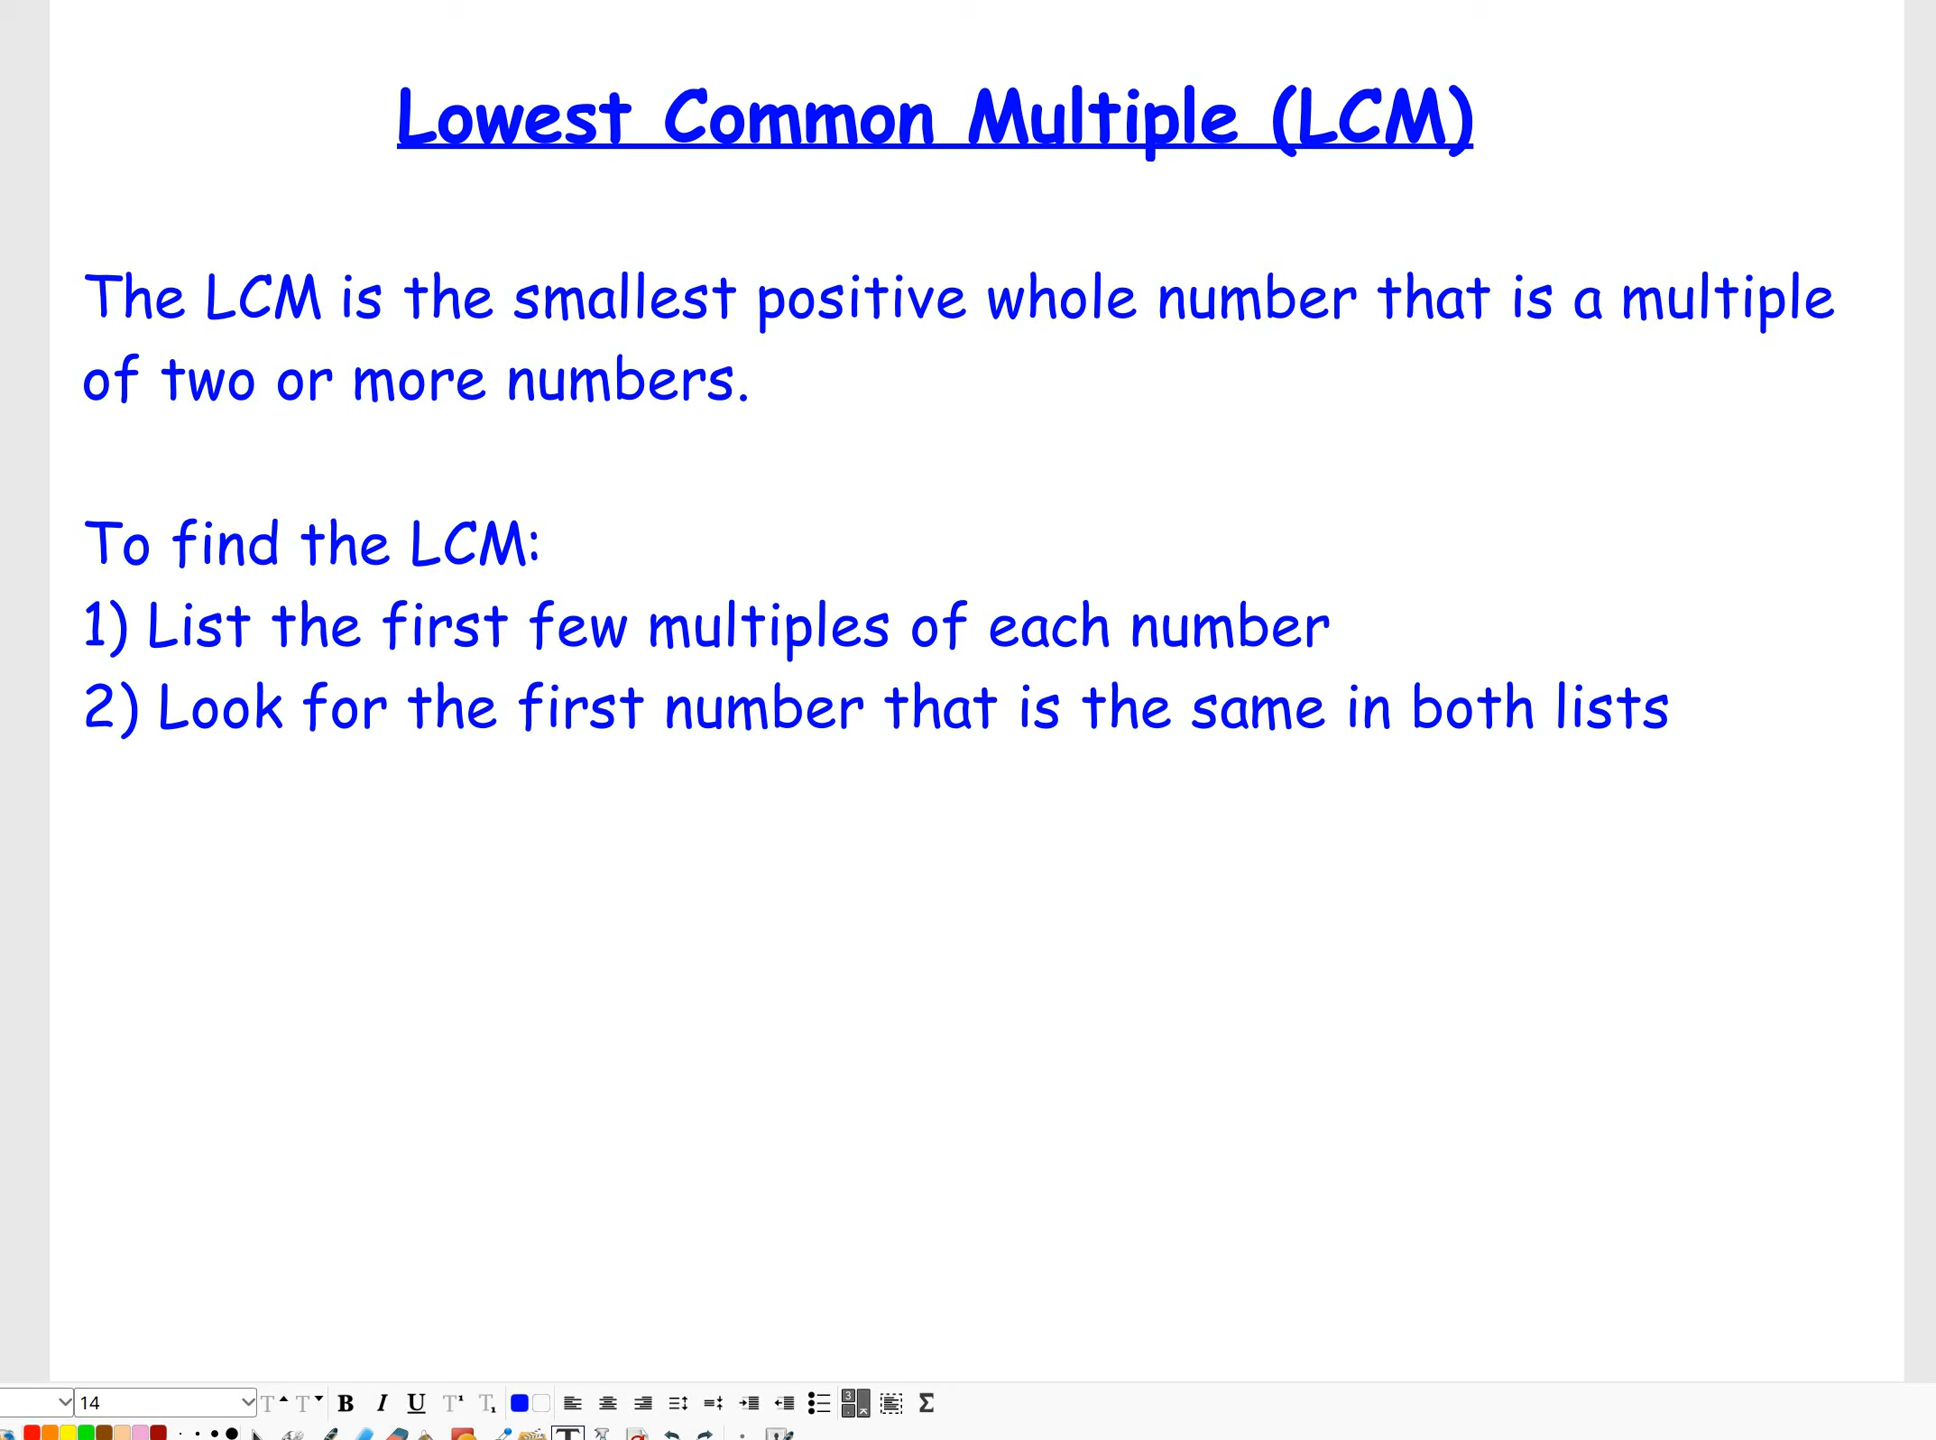 Lowest Common Multiple (LCM)
The LCM is the smallest positive whole number that is a multiple
of two or more numbers.
To find the LCM:
1) List the first few multiples of each number
2) Look for the first number that is the same in both lists
14